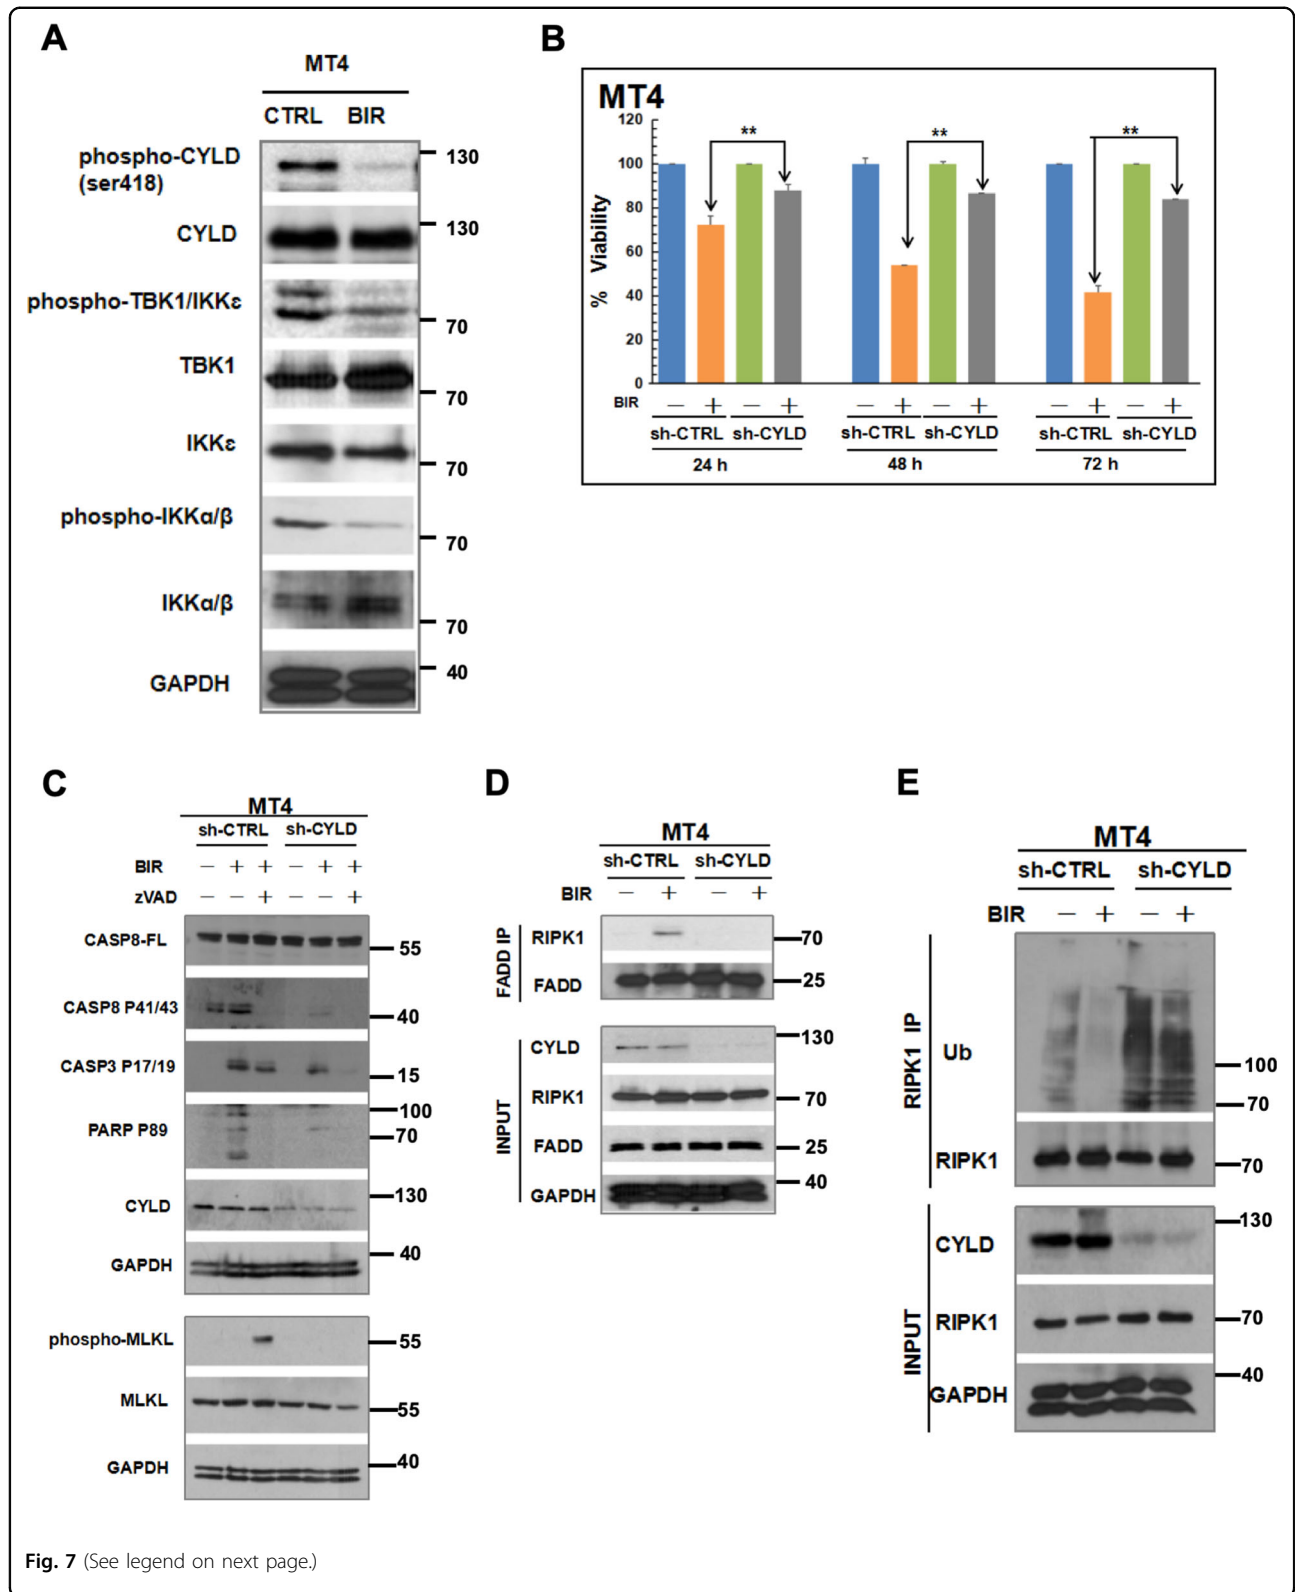 A
MT4
CTRL BIR
phospho-CYLD
(ser418)
130
CYLD
130
phospho-TBK1/IKKε
70
TBK1
70
IKKε
70
phospho-IKKα/β
70
IKKα/β
70
GAPDH
40
B
MT4
% Viability
120
100
80
60
40
20
0
** ** **
BIR − + − + − + − + − + − +
sh-CTRL sh-CYLD sh-CTRL sh-CYLD sh-CTRL sh-CYLD
24 h 48 h 72 h
C
MT4
sh-CTRL sh-CYLD
BIR − + + − + +
zVAD − − + − − +
CASP8-FL 55
CASP8 P41/43 40
CASP3 P17/19 15
100
PARP P89 70
CYLD 130
GAPDH 40
phospho-MLKL 55
MLKL 55
GAPDH 40
D
MT4
sh-CTRL sh-CYLD
BIR − + − +
FADD IP
RIPK1 70
FADD 25
INPUT
CYLD 130
RIPK1 70
FADD 25
GAPDH 40
E
MT4
sh-CTRL sh-CYLD
BIR − + − +
RIPK1 IP
Ub 100
70
RIPK1 70
INPUT
CYLD 130
RIPK1 70
GAPDH 40
Fig. 7 (See legend on next page.)